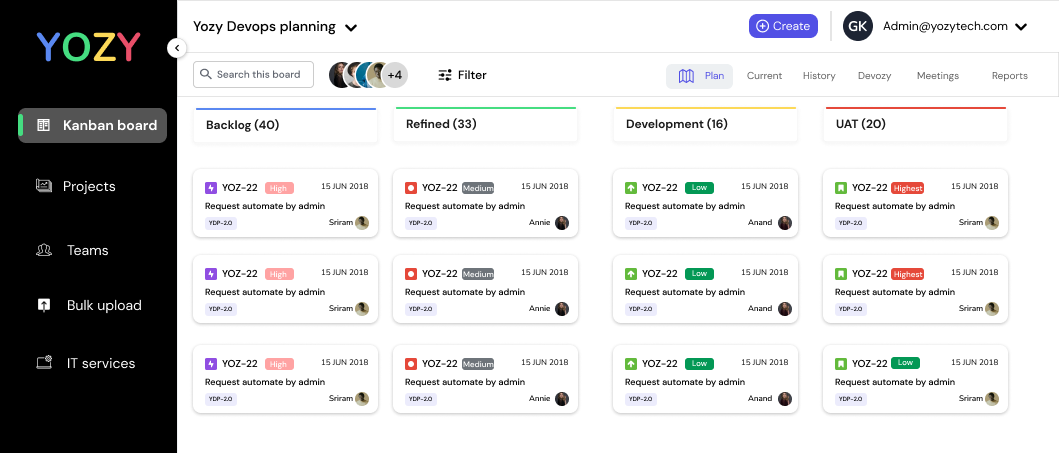 YOZY
Kanban board
Projects
Teams
Bulk upload
IT services
Yozy Devops planning
Create
GK
Admin@yozytech.com
Search this board
+4
Filter
Plan
Current
History
Devozy
Meetings
Reports
Backlog (40)
Refined (33)
Development (16)
UAT (20)
YOZ-22 High 15 JUN 2018
Request automate by admin
YDP-2.0 Sriram
YOZ-22 Medium 15 JUN 2018
Request automate by admin
YDP-2.0 Annie
YOZ-22 Low 15 JUN 2018
Request automate by admin
YDP-2.0 Anand
YOZ-22 Highest 15 JUN 2018
Request automate by admin
YDP-2.0 Sriram
YOZ-22 High 15 JUN 2018
Request automate by admin
YDP-2.0 Sriram
YOZ-22 Medium 15 JUN 2018
Request automate by admin
YDP-2.0 Annie
YOZ-22 Low 15 JUN 2018
Request automate by admin
YDP-2.0 Anand
YOZ-22 Highest 15 JUN 2018
Request automate by admin
YDP-2.0 Sriram
YOZ-22 High 15 JUN 2018
Request automate by admin
YDP-2.0 Sriram
YOZ-22 Medium 15 JUN 2018
Request automate by admin
YDP-2.0 Annie
YOZ-22 Low 15 JUN 2018
Request automate by admin
YDP-2.0 Anand
YOZ-22 Low 15 JUN 2018
Request automate by admin
YDP-2.0 Sriram